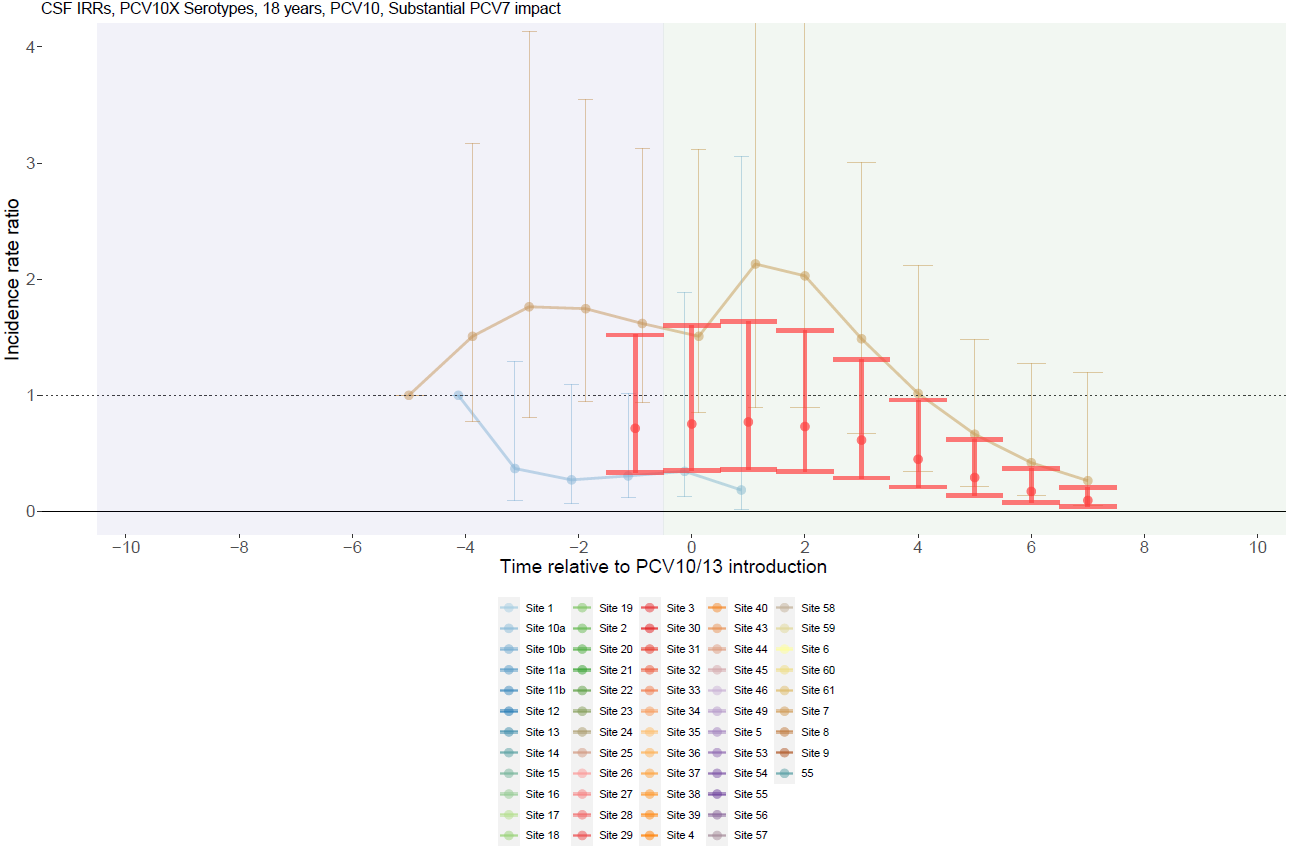 CSF IRRs, PCV10X Serotypes, 18 years, PCV10, Substantial PCV7 impact
Incidence rate ratio
4
3
2
1
0
−10 −8 −6 −4 −2 0 2 4 6 8 10
Time relative to PCV10/13 introduction
Site 1 Site 19 Site 3 Site 40 Site 58
Site 10a Site 2 Site 30 Site 43 Site 59
Site 10b Site 20 Site 31 Site 44 Site 6
Site 11a Site 21 Site 32 Site 45 Site 60
Site 11b Site 22 Site 33 Site 46 Site 61
Site 12 Site 23 Site 34 Site 49 Site 7
Site 13 Site 24 Site 35 Site 5 Site 8
Site 14 Site 25 Site 36 Site 53 Site 9
Site 15 Site 26 Site 37 Site 54 55
Site 16 Site 27 Site 38 Site 55
Site 17 Site 28 Site 39 Site 56
Site 18 Site 29 Site 4 Site 57